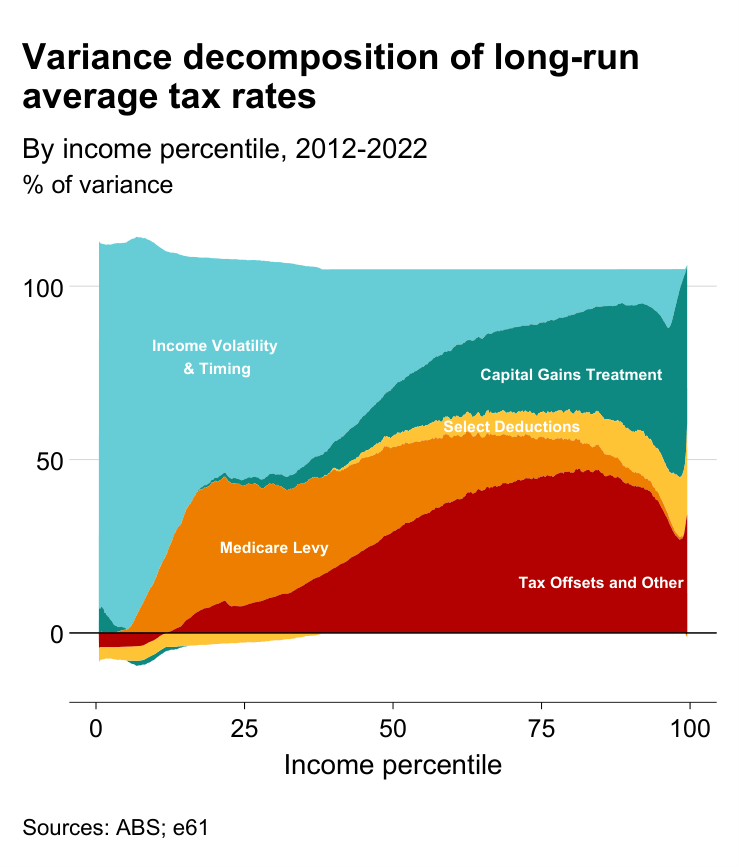 Variance decomposition of long-run
average tax rates
By income percentile, 2012-2022
% of variance
100
50
0
Income Volatility
& Timing
Capital Gains Treatment
Select Deductions
Medicare Levy
Tax Offsets and Other
0 25 50 75 100
Income percentile
Sources: ABS; e61